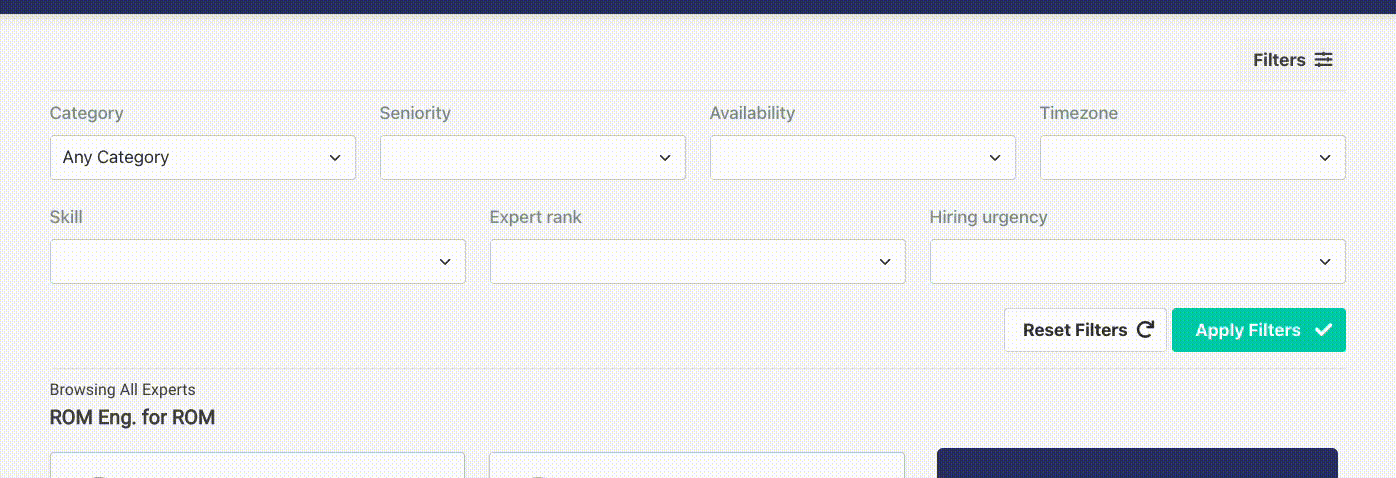 Filters
Category Seniority Availability Timezone
Any Category
Skill Expert rank Hiring urgency
Reset Filters Apply Filters
Browsing All Experts
ROM Eng. for ROM